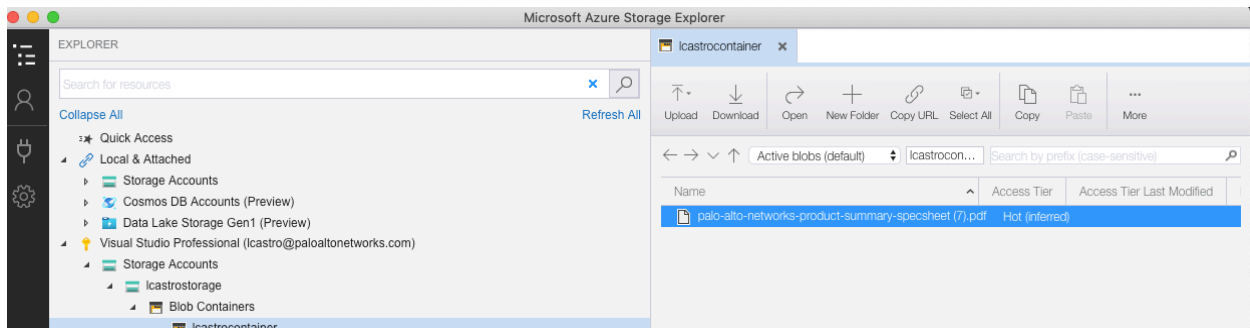 Microsoft Azure Storage Explorer
EXPLORER
Search for resources
Collapse All
Refresh All
Quick Access
Local & Attached
Storage Accounts
Cosmos DB Accounts (Preview)
Data Lake Storage Gen1 (Preview)
Visual Studio Professional (lcastro@paloaltonetworks.com)
Storage Accounts
lcastrostorage
Blob Containers
lcastrocontainer
lcastrocontainer
Upload Download Open New Folder Copy URL Select All Copy Paste More
Active blobs (default) lcastrocon... Search by prefix (case-sensitive)
Name Access Tier Access Tier Last Modified
palo-alto-networks-product-summary-specsheet (7).pdf Hot (inferred)